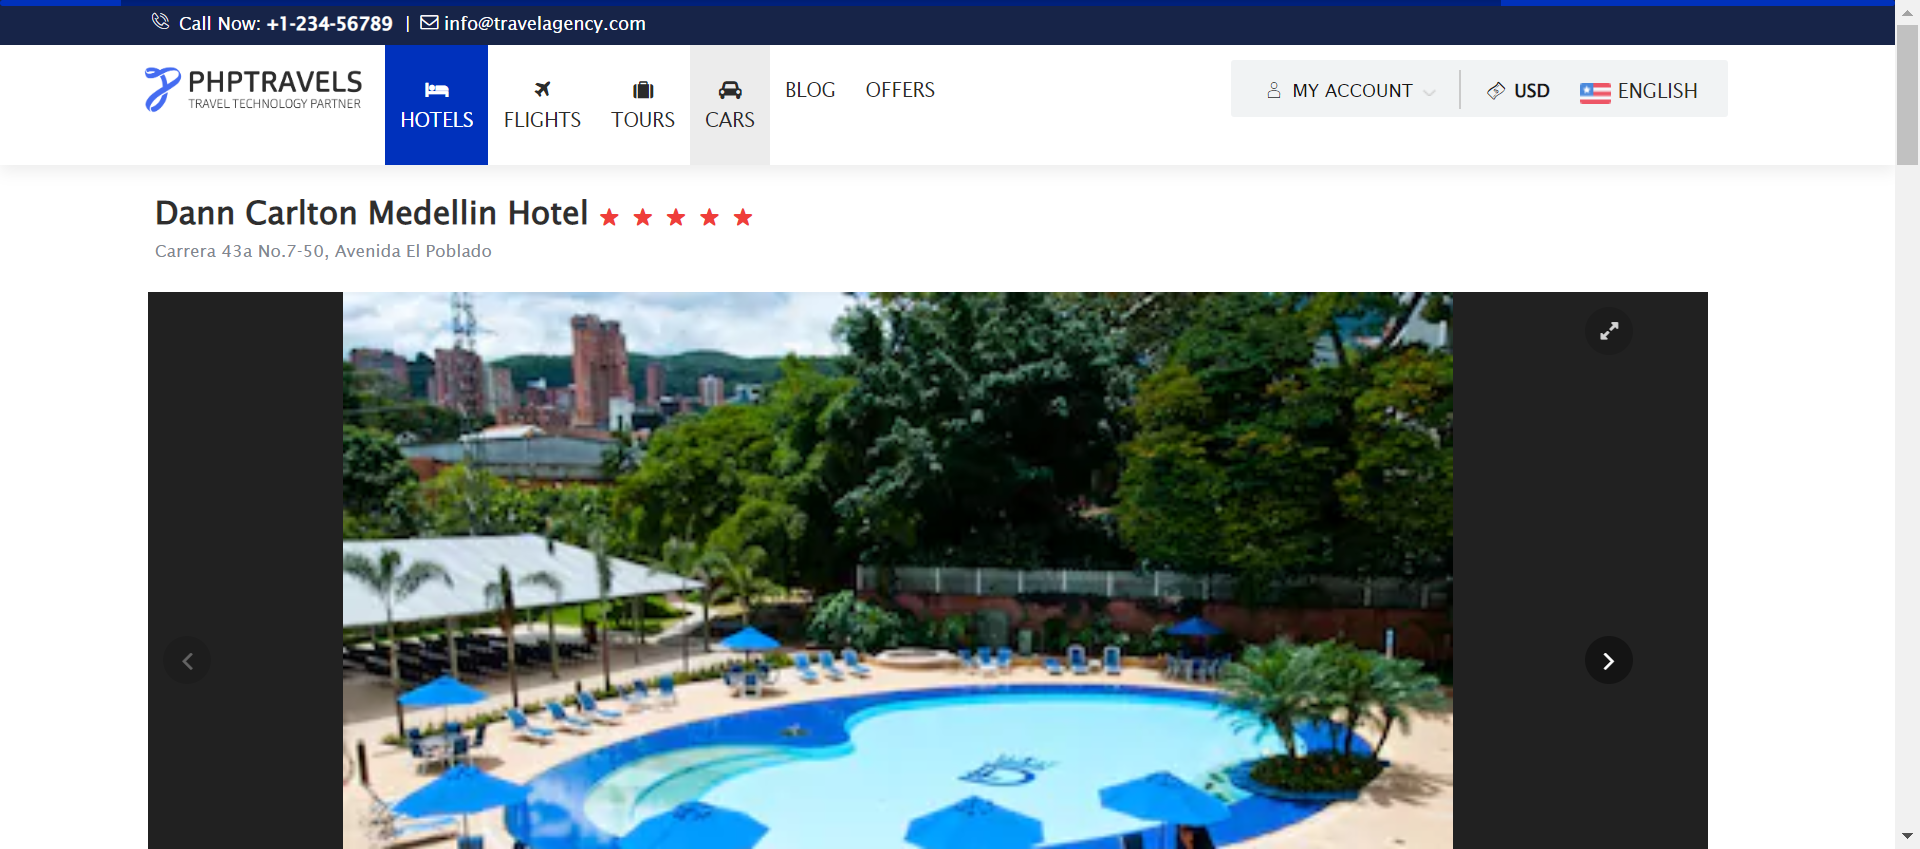 Call Now: +1-234-56789 | info@travelagency.com
PHPTRAVELS
TRAVEL TECHNOLOGY PARTNER
HOTELS
FLIGHTS
TOURS
CARS
BLOG
OFFERS
MY ACCOUNT
USD
ENGLISH
Dann Carlton Medellin Hotel
Carrera 43a No.7-50, Avenida El Poblado